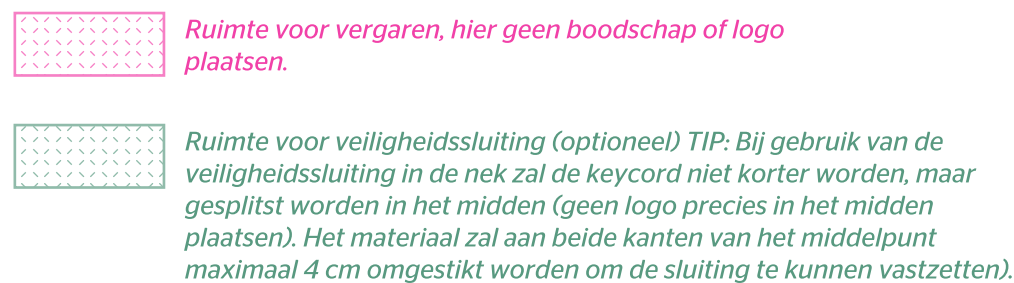 Ruimte voor vergaren, hier geen boodschap of logo
plaatsen.
Ruimte voor veiligheidssluiting (optioneel) TIP: Bij gebruik van de
veiligheidssluiting in de nek zal de keycord niet korter worden, maar
gesplitst worden in het midden (geen logo precies in het midden
plaatsen). Het materiaal zal aan beide kanten van het middelpunt
maximaal 4 cm omgestikt worden om de sluiting te kunnen vastzetten).